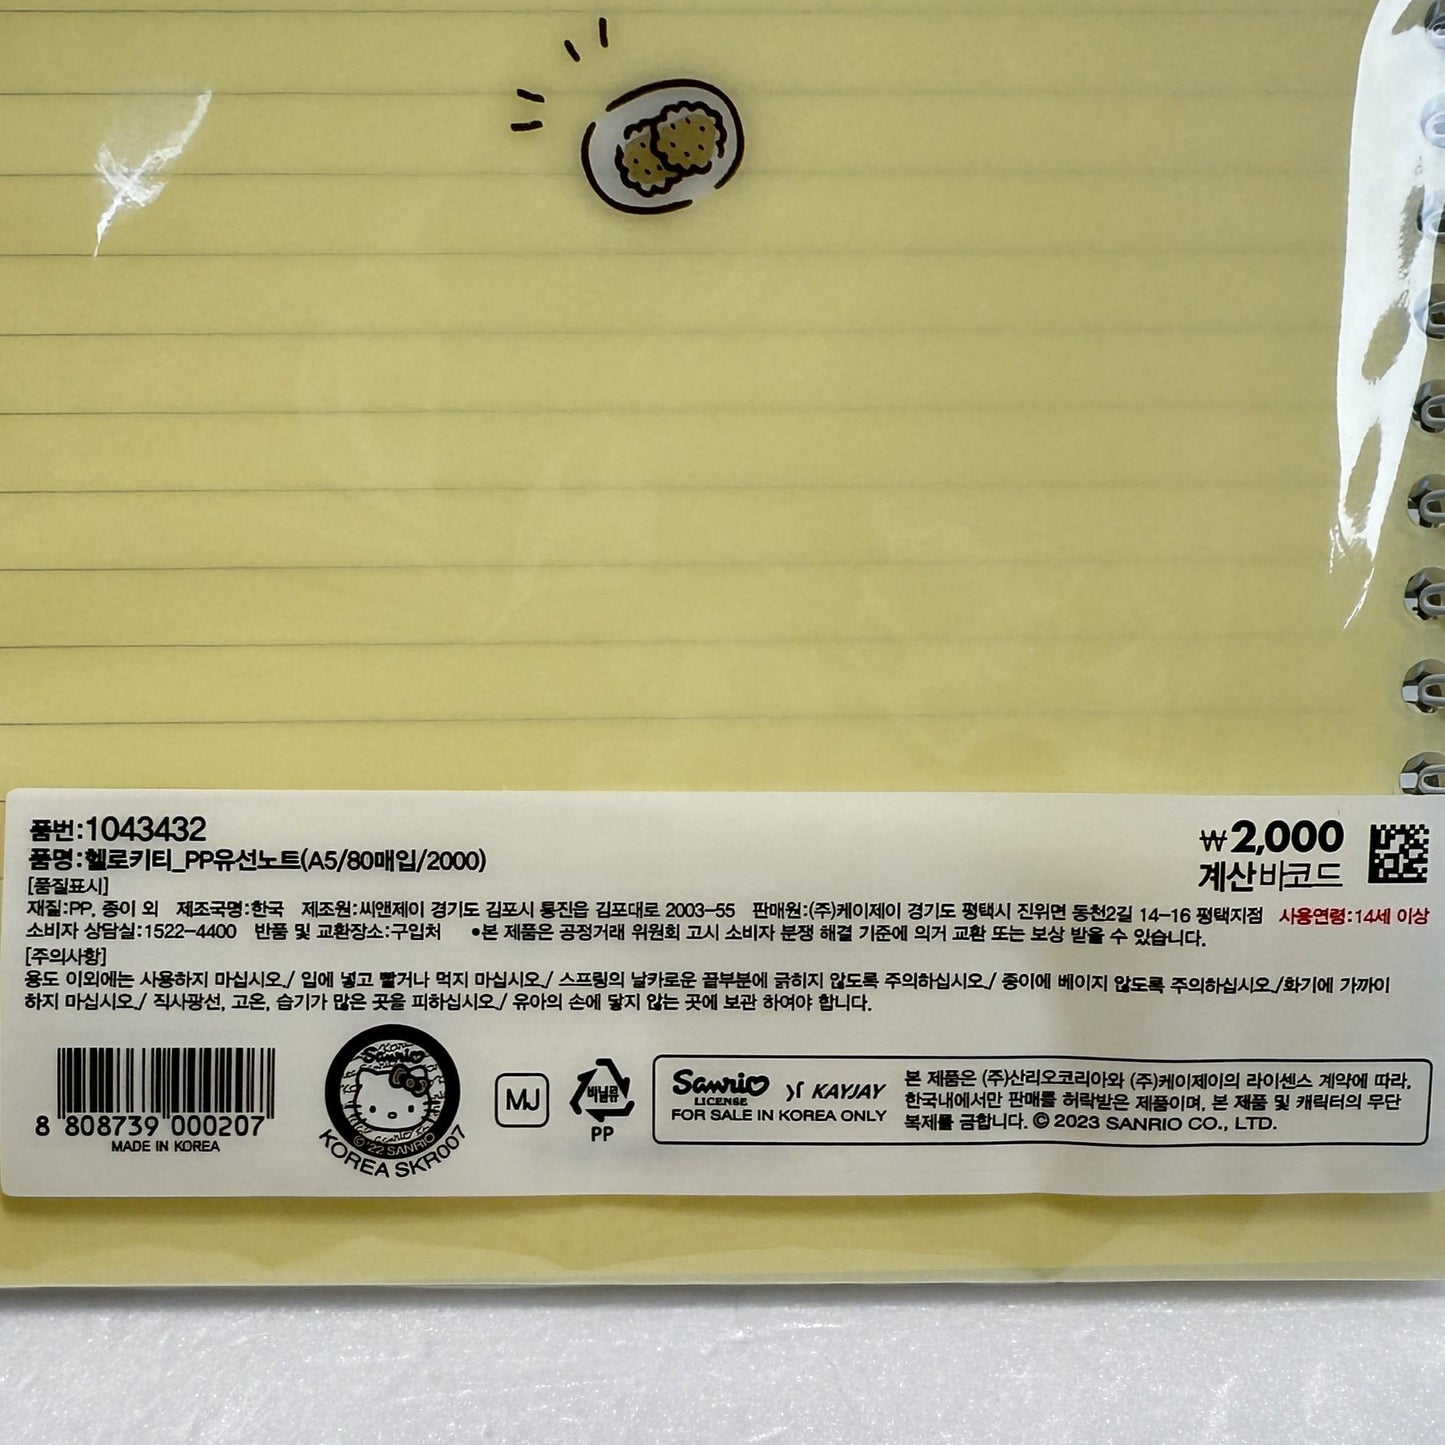 품번:1043432
품명:헬로키티_PP유선노트(A5/80매입/2000)
₩2,000
계산바코드
[품질표시]
재질:PP, 종이 외 제조국명:한국 제조원:씨앤제이 경기도 김포시 통진읍 김포대로 2003-55 판매원:(주)케이제이 경기도 평택시 진위면 동천2길 14-16 평택지점 사용연령:14세 이상
소비자 상담실:1522-4400 반품 및 교환장소:구입처 •본 제품은 공정거래 위원회 고시 소비자 분쟁 해결 기준에 의거 교환 또는 보상 받을 수 있습니다.
[주의사항]
용도 이외에는 사용하지 마십시오./ 입에 넣고 빨거나 먹지 마십시오./ 스프링의 날카로운 끝부분에 긁히지 않도록 주의하십시오./ 종이에 베이지 않도록 주의하십시오./화기에 가까이
하지 마십시오./ 직사광선, 고온, 습기가 많은 곳을 피하십시오./ 유아의 손에 닿지 않는 곳에 보관 하여야 합니다.
8 808739 000207
MADE IN KOREA
Sanrio
© '22 SANRIO
KOREA SKR007
MJ
비닐류
PP
Sanrio
LICENSE
KAYJAY
FOR SALE IN KOREA ONLY
본 제품은 (주)산리오코리아와 (주)케이제이의 라이센스 계약에 따라,
한국내에서만 판매를 허락받은 제품이며, 본 제품 및 캐릭터의 무단
복제를 금합니다. © 2023 SANRIO CO., LTD.